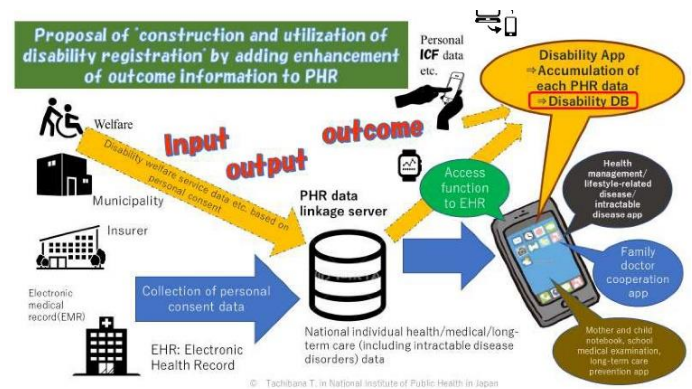 Proposal of "construction and utilization of
disability registration" by adding enhancement
of outcome information to PHR
Personal
ICF data
etc.
Disability App
⇒Accumulation of
each PHR data
⇒Disability DB
Welfare
Input
output
outcome
Disability welfare service data etc. based on
personal consent
Municipality
Insurer
PHR data
linkage server
Access
function
to EHR
Health
management/
lifestyle-related
disease/
intractable
disease app
Family
doctor
cooperation
app
Electronic
medical
record(EMR)
Collection of personal
consent data
EHR: Electronic
Health Record
National individual health/medical/long-
term care (including intractable disease
disorders) data
Mother and child
notebook, school
medical examination,
long-term care
prevention app
© Tachibana T, in National Institute of Public Health in Japan